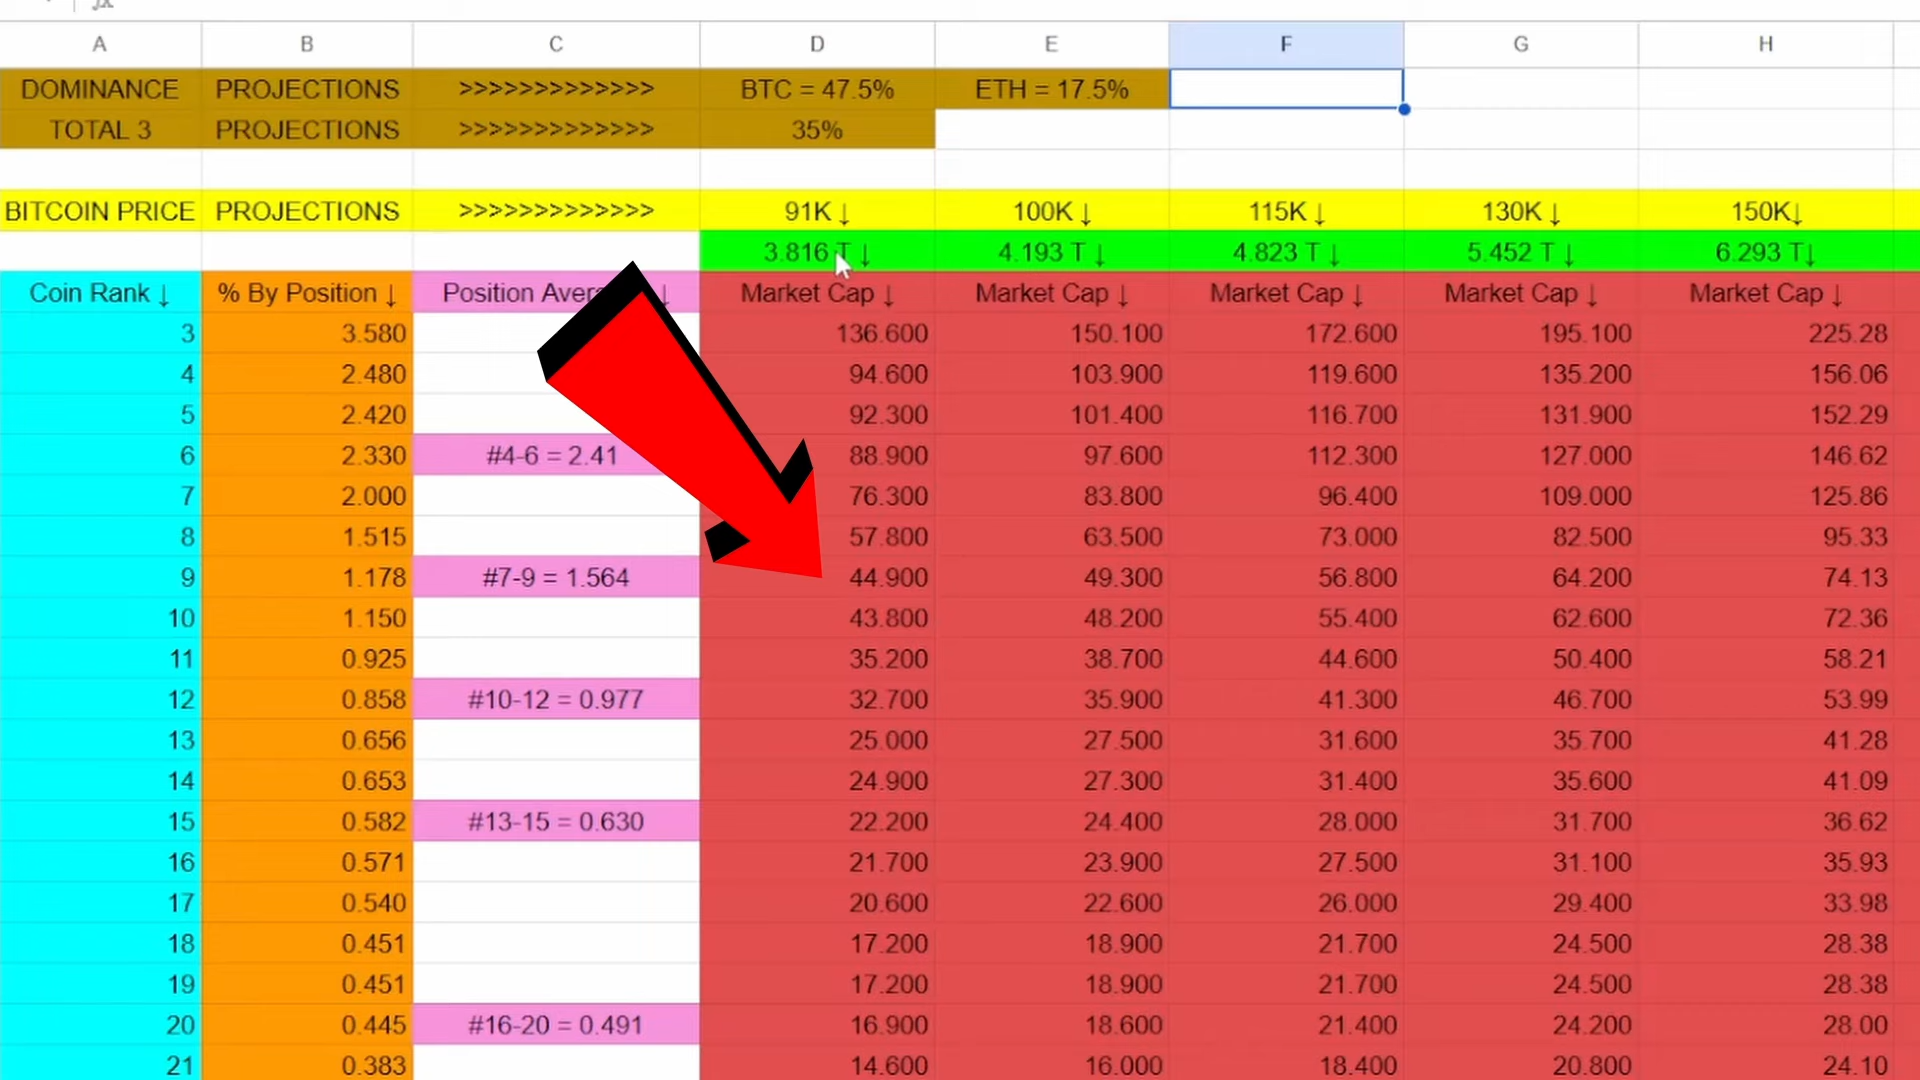 A B C D E F G H
DOMINANCE PROJECTIONS >>>>>>>>>>>>> BTC = 47.5% ETH = 17.5%
TOTAL 3 PROJECTIONS >>>>>>>>>>>>> 35%
BITCOIN PRICE PROJECTIONS >>>>>>>>>>>>> 91K ↓ 100K ↓ 115K ↓ 130K ↓ 150K↓
3.816 T ↓ 4.193 T ↓ 4.823 T ↓ 5.452 T ↓ 6.293 T↓
Coin Rank ↓ % By Position ↓ Position ↓ Market Cap ↓ Market Cap ↓ Market Cap ↓ Market Cap ↓ Market Cap ↓
3 3.580 136.600 150.100 172.600 195.100 225.28
4 2.480 94.600 103.900 119.600 135.200 156.06
5 2.420 92.300 101.400 116.700 131.900 152.29
6 2.330 #4-6 = 2.41 88.900 97.600 112.300 127.000 146.62
7 2.000 76.300 83.800 96.400 109.000 125.86
8 1.515 57.800 63.500 73.000 82.500 95.33
9 1.178 #7-9 = 1.564 44.900 49.300 56.800 64.200 74.13
10 1.150 43.800 48.200 55.400 62.600 72.36
11 0.925 35.200 38.700 44.600 50.400 58.21
12 0.858 #10-12 = 0.977 32.700 35.900 41.300 46.700 53.99
13 0.656 25.000 27.500 31.600 35.700 41.28
14 0.653 24.900 27.300 31.400 35.600 41.09
15 0.582 #13-15 = 0.630 22.200 24.400 28.000 31.700 36.62
16 0.571 21.700 23.900 27.500 31.100 35.93
17 0.540 20.600 22.600 26.000 29.400 33.98
18 0.451 17.200 18.900 21.700 24.500 28.38
19 0.451 17.200 18.900 21.700 24.500 28.38
20 0.445 #16-20 = 0.491 16.900 18.600 21.400 24.200 28.00
21 0.383 14.600 16.000 18.400 20.800 24.10